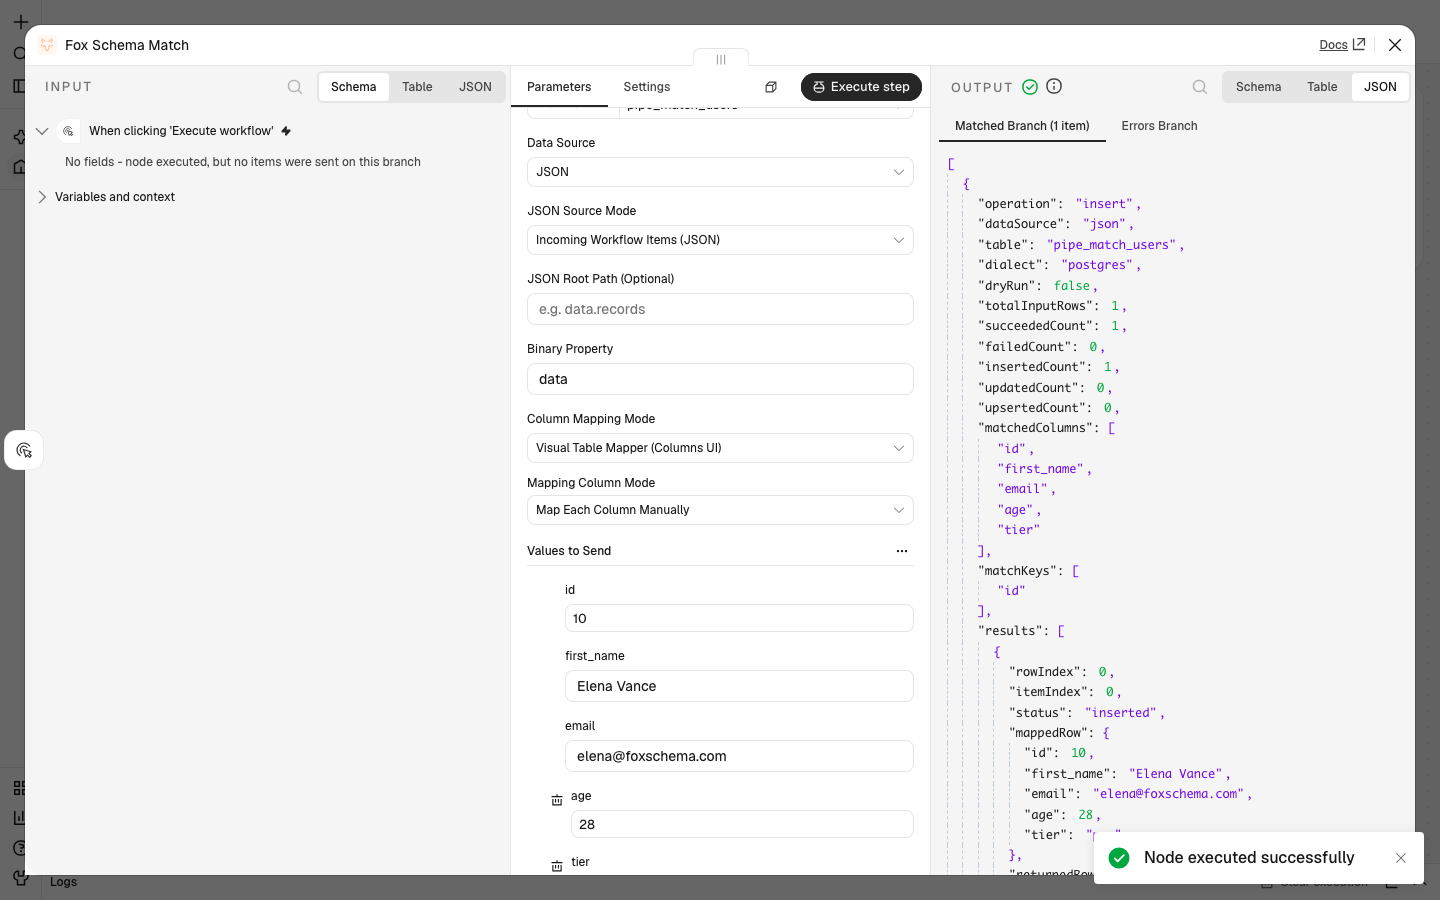 Fox Schema Match
Docs
INPUT
Schema
Table
JSON
When clicking 'Execute workflow'
No fields - node executed, but no items were sent on this branch
Variables and context
Parameters
Settings
Execute step
pipe_match_users
Data Source
JSON
JSON Source Mode
Incoming Workflow Items (JSON)
JSON Root Path (Optional)
e.g. data.records
Binary Property
data
Column Mapping Mode
Visual Table Mapper (Columns UI)
Mapping Column Mode
Map Each Column Manually
Values to Send
id
10
first_name
Elena Vance
email
elena@foxschema.com
age
28
tier
OUTPUT
Schema
Table
JSON
Matched Branch (1 item)
Errors Branch
[
{
"operation": "insert",
"dataSource": "json",
"table": "pipe_match_users",
"dialect": "postgres",
"dryRun": false,
"totalInputRows": 1,
"succeededCount": 1,
"failedCount": 0,
"insertedCount": 1,
"updatedCount": 0,
"upsertedCount": 0,
"matchedColumns": [
"id",
"first_name",
"email",
"age",
"tier"
],
"matchKeys": [
"id"
],
"results": [
{
"rowIndex": 0,
"itemIndex": 0,
"status": "inserted",
"mappedRow": {
"id": 10,
"first_name": "Elena Vance",
"email": "elena@foxschema.com",
"age": 28,
"tier":
},
Node executed successfully
Logs
Clear execution